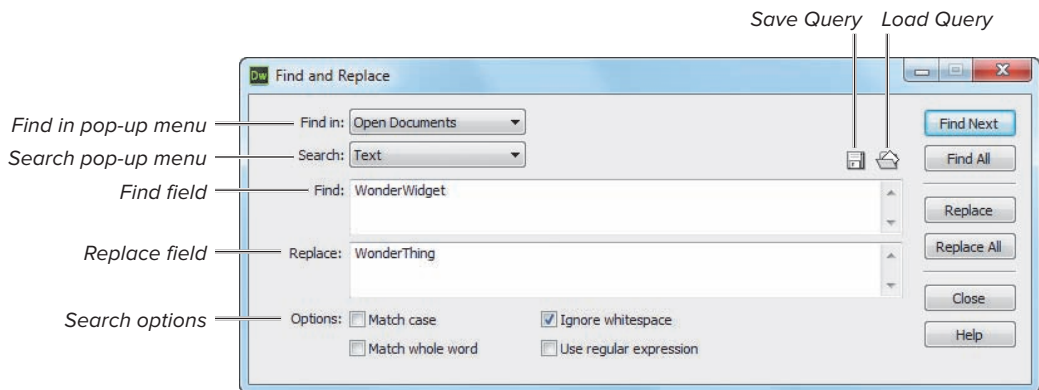 Save Query Load Query
Dw Find and Replace
Find in pop-up menu Find in: Open Documents Find Next
Search pop-up menu Search: Text Find All
Find field Find: WonderWidget
Replace
Replace field Replace: WonderThing Replace All
Close
Search options Options: Match case Ignore whitespace
Help
Match whole word Use regular expression